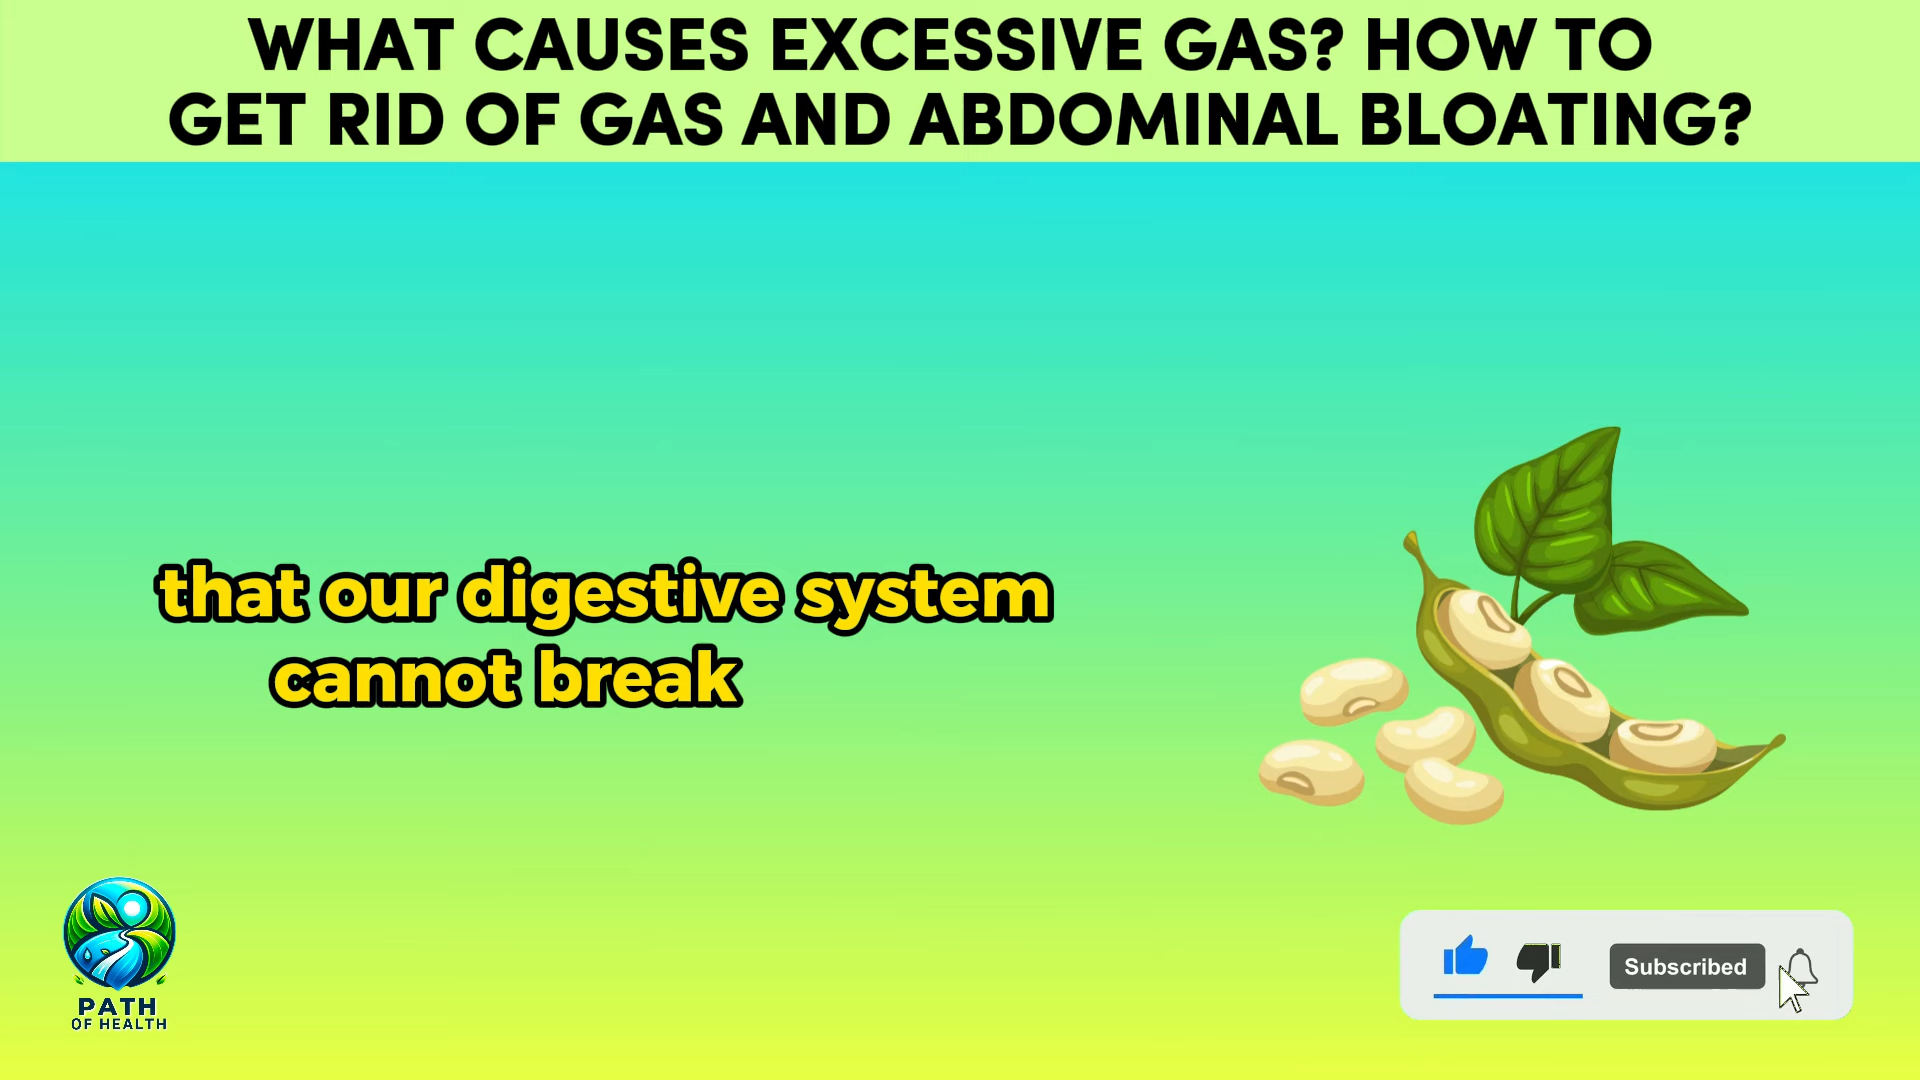 WHAT CAUSES EXCESSIVE GAS? HOW TO
GET RID OF GAS AND ABDOMINAL BLOATING?
that our digestive system
cannot break
PATH
OF HEALTH
Subscribed